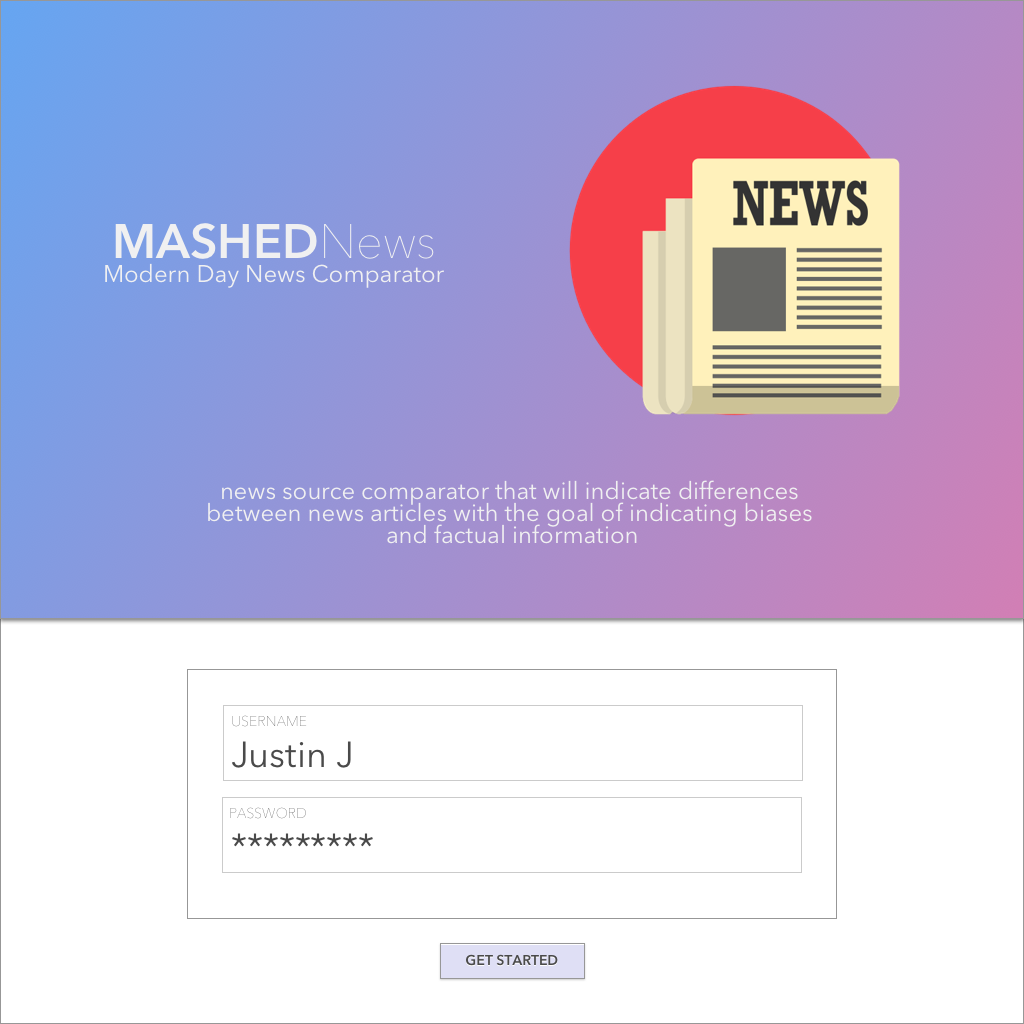 NEWS
MASHEDNews
Modern Day News Comparator
news source comparator that will indicate differences
between news articles with the goal of indicating biases
and factual information
USERNAME
Justin J
PASSWORD
*********
GET STARTED